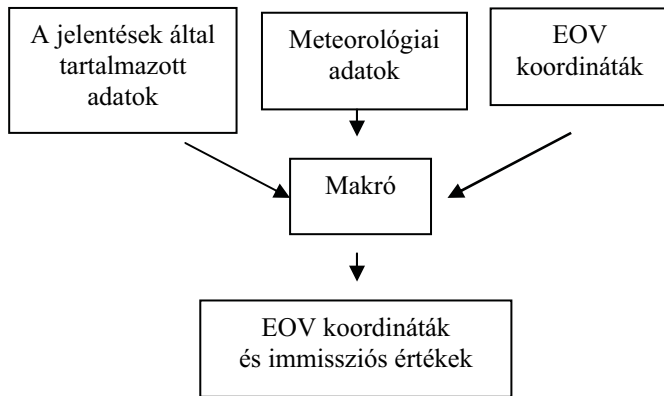 A jelentések által
tartalmazott
adatok
Meteorológiai
adatok
EOV
koordináták
Makró
EOV koordináták
és immissziós értékek